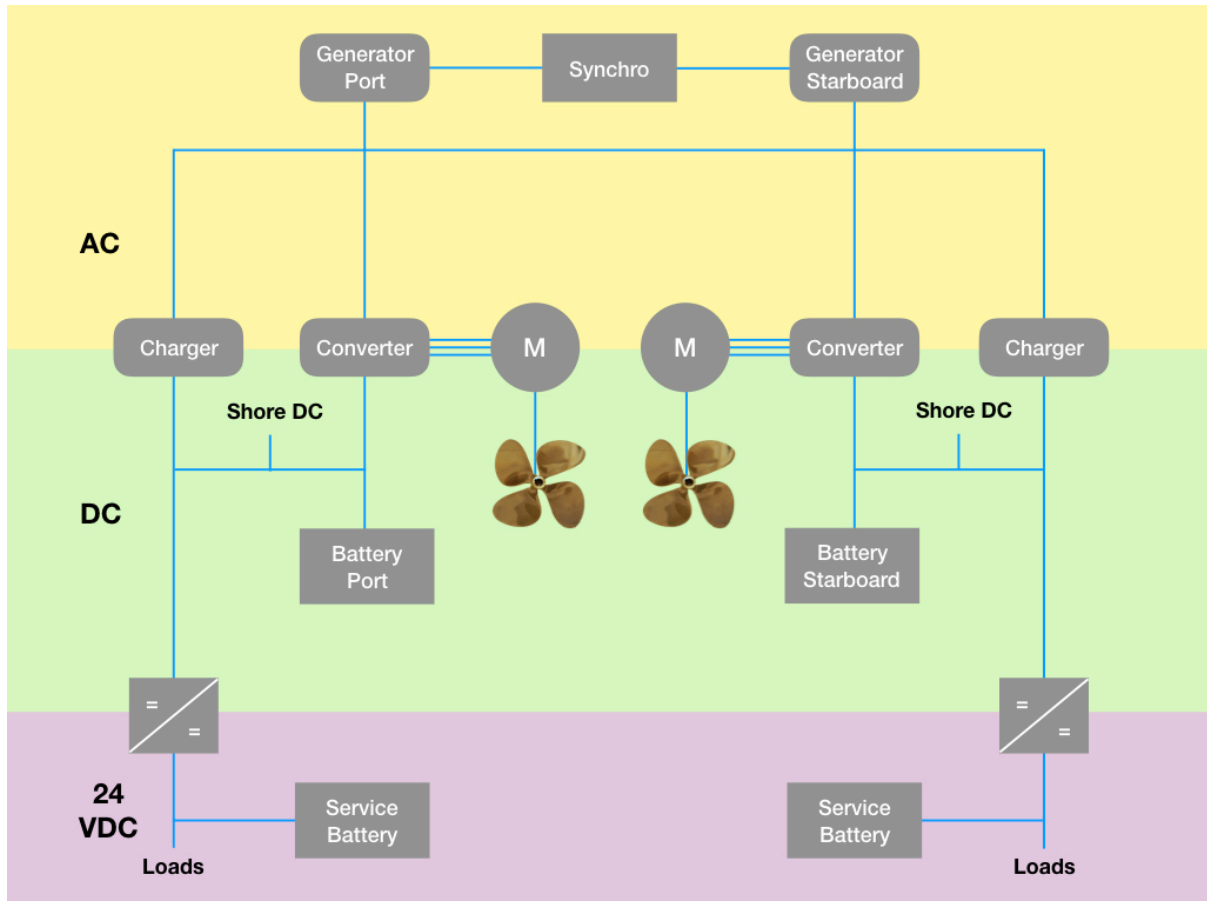 Generator
Port
Synchro
Generator
Starboard
AC
Charger
Converter
M
M
Converter
Charger
Shore DC
Shore DC
DC
Battery
Port
Battery
Starboard
=
=
=
=
24
VDC
Service
Battery
Service
Battery
Loads
Loads